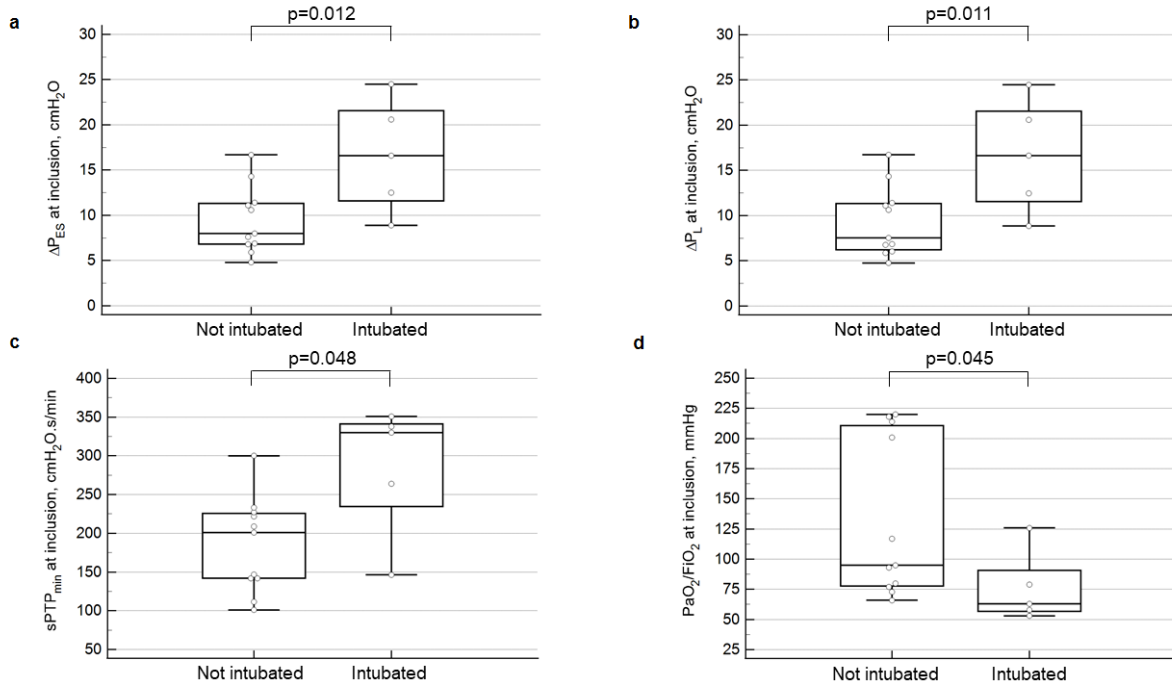 a
p=0.012
ΔP_ES at inclusion, cmH₂O
30
25
20
15
10
5
0
Not intubated
Intubated
b
p=0.011
ΔP_L at inclusion, cmH₂O
30
25
20
15
10
5
0
Not intubated
Intubated
c
p=0.048
sPTP_min at inclusion, cmH₂O.s/min
400
350
300
250
200
150
100
50
Not intubated
Intubated
d
p=0.045
PaO₂/FiO₂ at inclusion, mmHg
250
225
200
175
150
125
100
75
50
25
Not intubated
Intubated